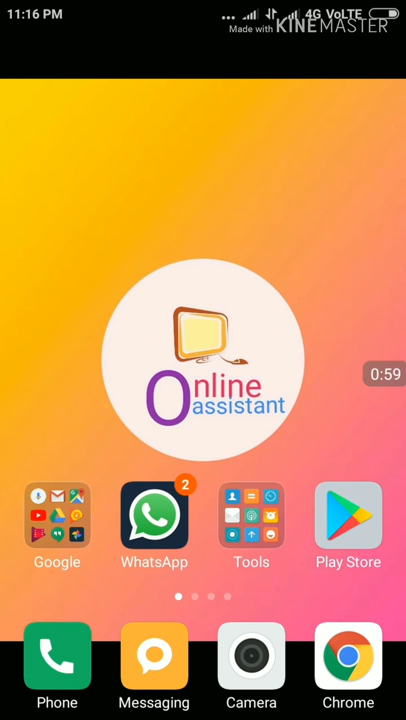 11:16 PM
4G VoLTE
Made with KINEMASTER
Online
assistant
0:59
2
Google
WhatsApp
Tools
Play Store
Phone
Messaging
Camera
Chrome